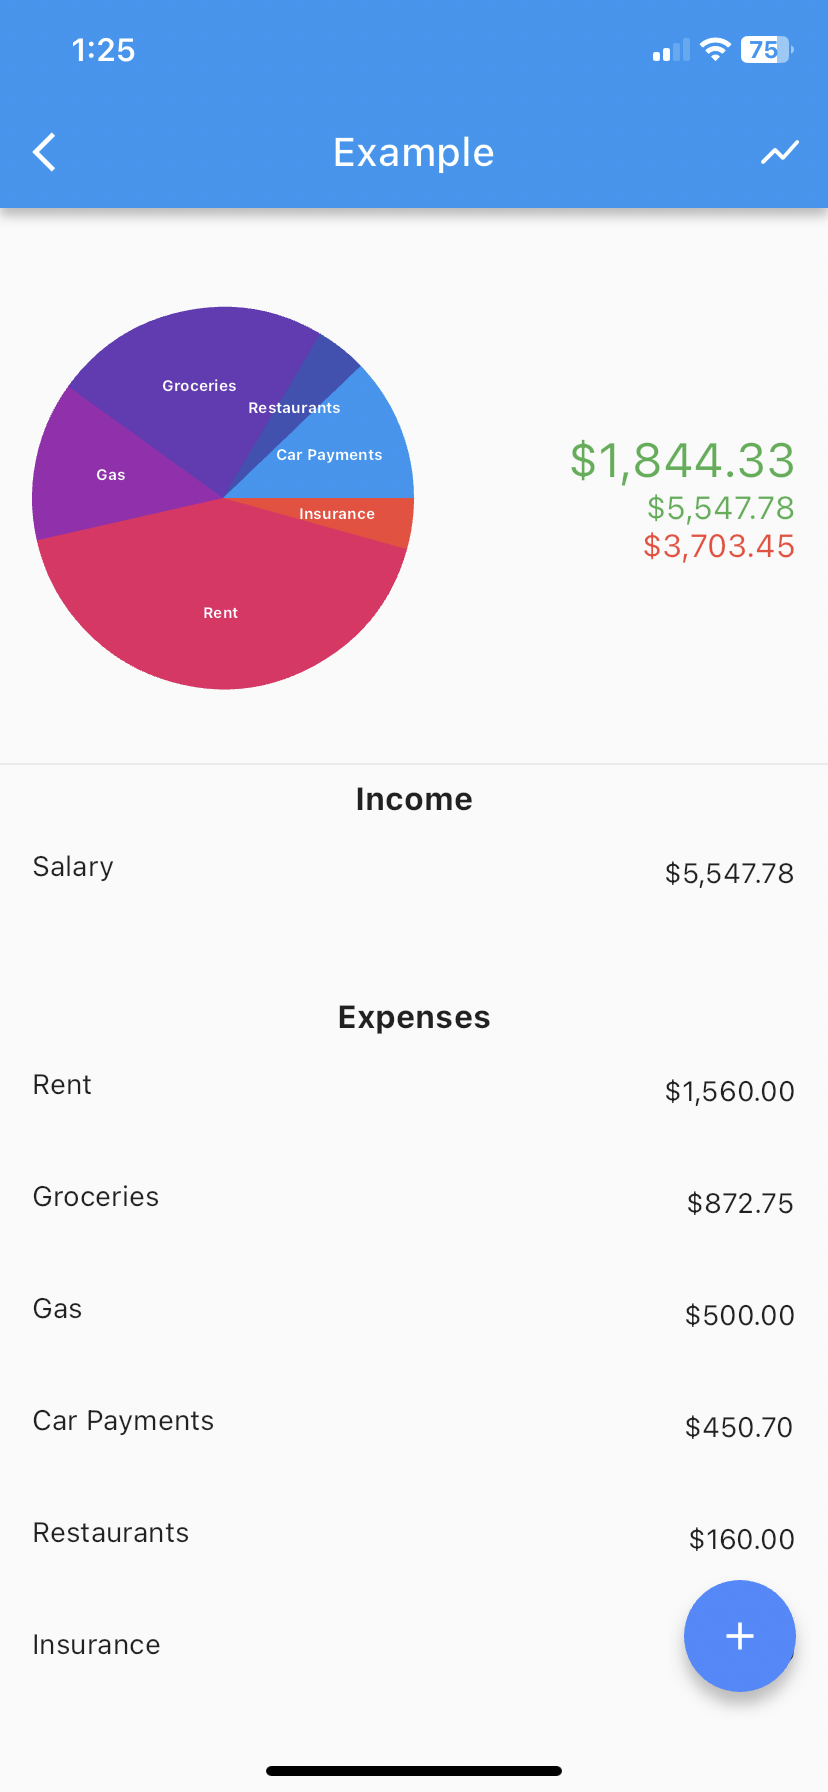 1:25
75
Example
Groceries
Restaurants
Car Payments
Gas
Insurance
Rent
$1,844.33
$5,547.78
$3,703.45
Income
Salary $5,547.78
Expenses
Rent $1,560.00
Groceries $872.75
Gas $500.00
Car Payments $450.70
Restaurants $160.00
Insurance
+